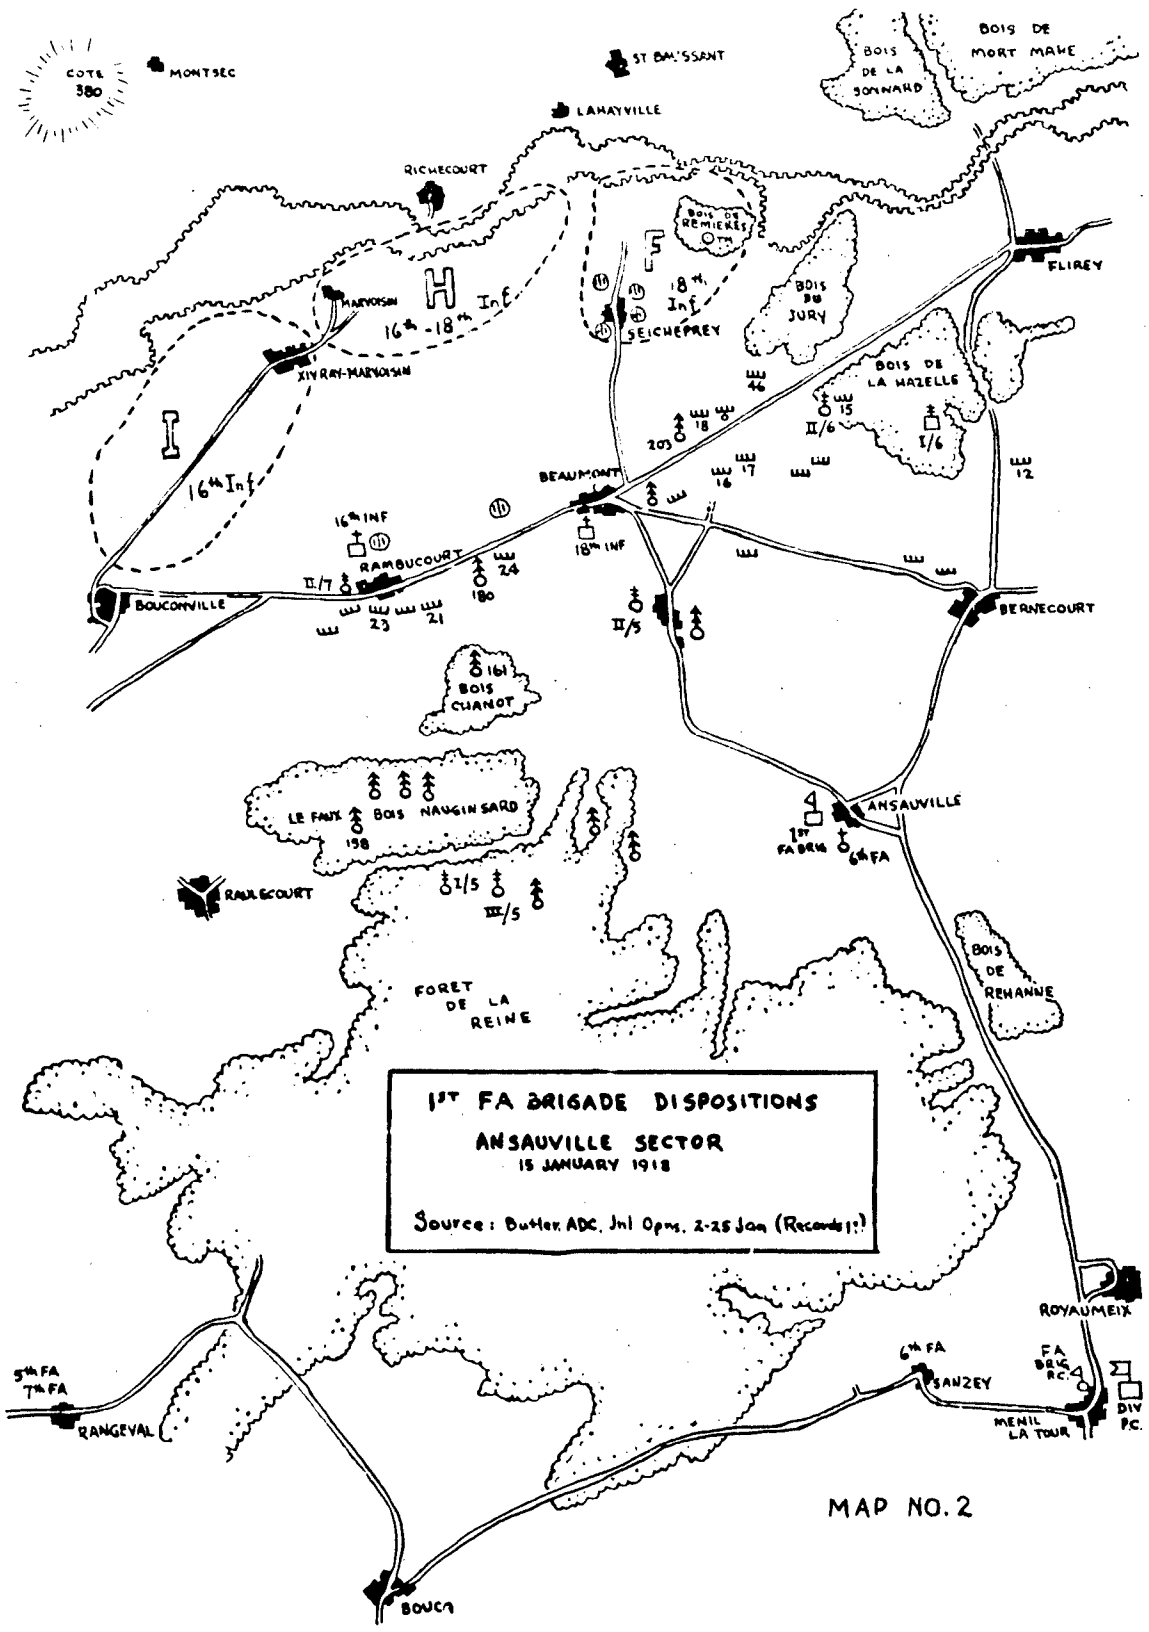 COTE
380
MONTSEC
ST BAUSSANT
BOIS
DE LA
SONNARD
BOIS DE
MORT MARE
LAHAYVILLE
RICHECOURT
BOIS DE
REMIERES
TM
F
18th
Inf
SEICHEPREY
BOIS
DU
JURY
FLIREY
H
16th-18th Inf
MARVOISIN
XIVRAY-MARVOISIN
I
16th Inf
BOIS DE
LA HAZELLE
46
15
II/6
I/6
18
203
17
16
12
BEAUMONT
18th INF
16th INF
RAMBUCOURT
II/7
24
180
23
21
BOUCONVILLE
II/5
BERNECOURT
161
BOIS
CHANOT
LE FAUX BOIS NAUGINSARD
198
ANSAUVILLE
1ST
FA BRIG
6th FA
RAULECOURT
I/5
III/5
FORET
DE LA
REINE
BOIS
DE
REHANNE
1ST FA BRIGADE DISPOSITIONS
ANSAUVILLE SECTOR
15 JANUARY 1918
Source: Butler, ADC, Jnl Opns, 2-25 Jan
ROYAUMEIX
FA
BRIG
P.C.
DIV
P.C.
6th FA
SANZEY
MENIL
LA TOUR
5th FA
7th FA
RANGEVAL
BOUCQ
MAP NO. 2